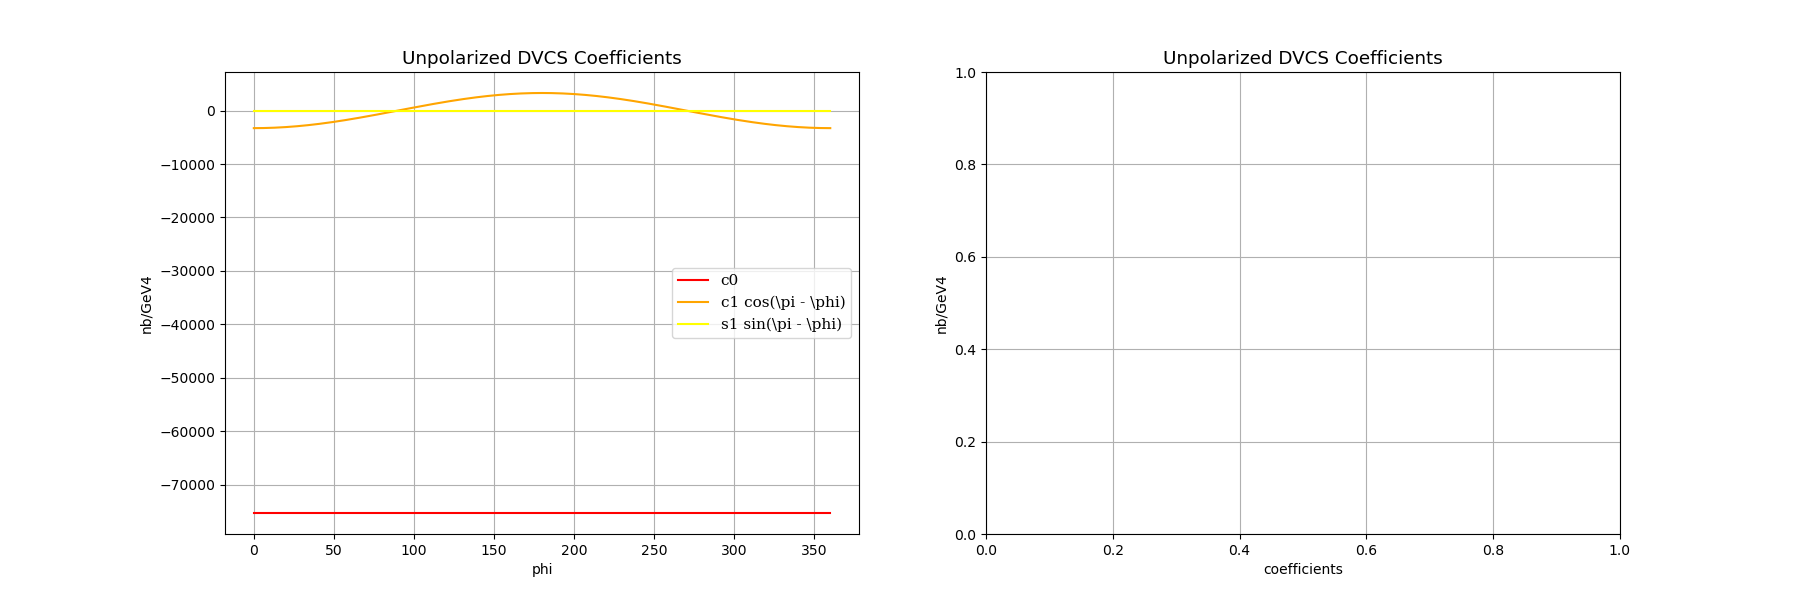 Unpolarized DVCS Coefficients
0
−10000
−20000
−30000
−40000
−50000
−60000
−70000
nb/GeV4
0 50 100 150 200 250 300 350
phi
c0
c1 cos(\pi - \phi)
s1 sin(\pi - \phi)
Unpolarized DVCS Coefficients
1.0
0.8
0.6
0.4
0.2
0.0
nb/GeV4
0.0 0.2 0.4 0.6 0.8 1.0
coefficients